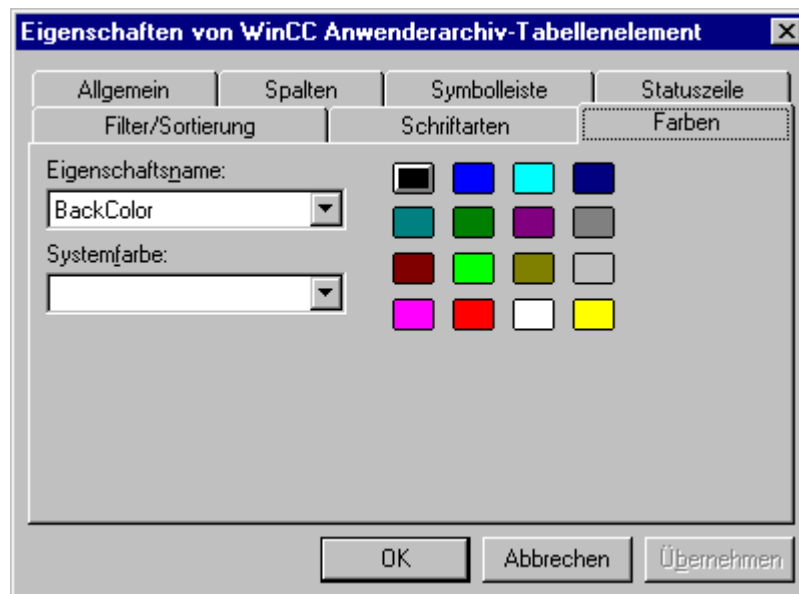 Eigenschaften von WinCC Anwenderarchiv-Tabellenelement
Allgemein Spalten Symbolleiste Statuszeile
Filter/Sortierung Schriftarten Farben
Eigenschaftsname:
BackColor
Systemfarbe:
OK Abbrechen Übernehmen